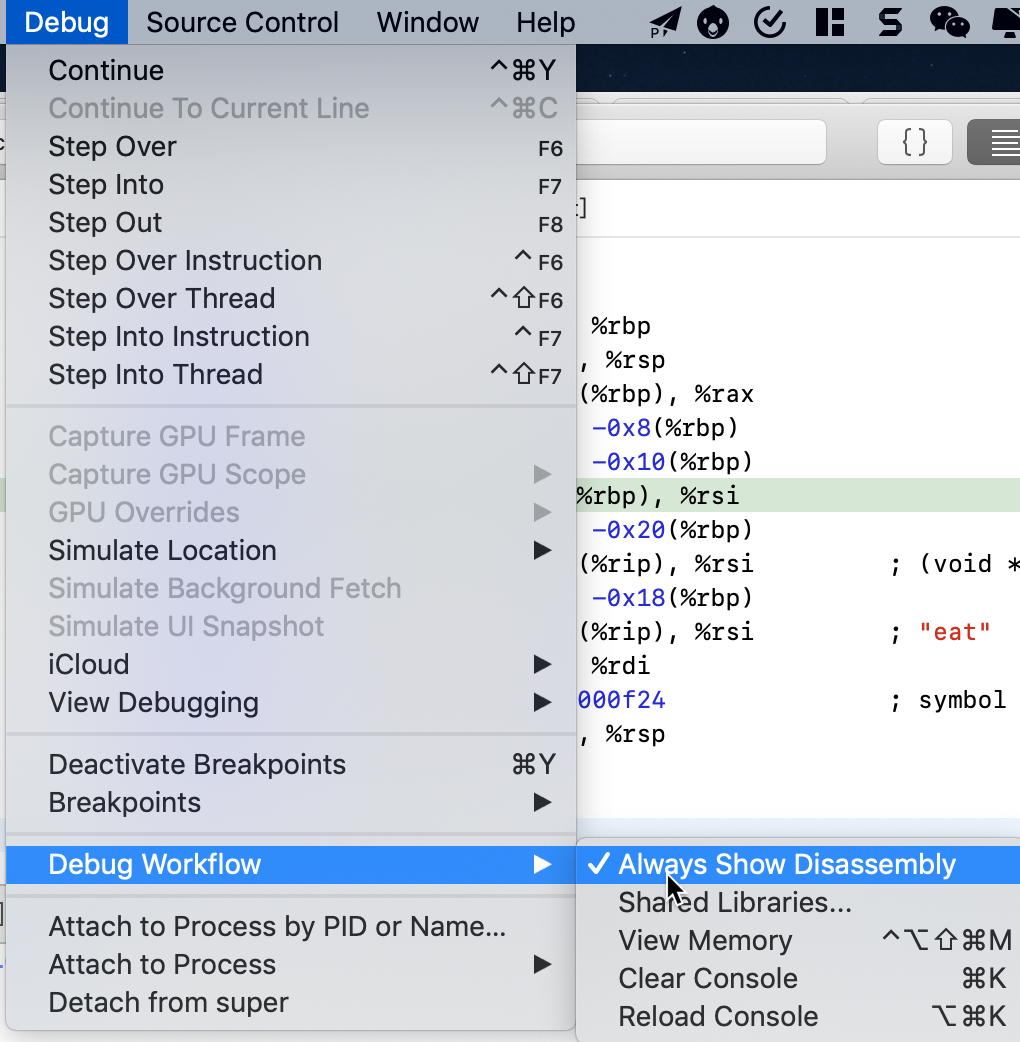 Debug Source Control Window Help
Continue ^⌘Y
Continue To Current Line ^⌘C
Step Over F6
{}
Step Into F7
Step Out F8
]
Step Over Instruction ^F6
Step Over Thread ^⇧F6
%rbp
Step Into Instruction ^F7
, %rsp
Step Into Thread ^⇧F7
(%rbp), %rax
Capture GPU Frame
-0x8(%rbp)
Capture GPU Scope ▶
-0x10(%rbp)
GPU Overrides ▶
%rbp), %rsi
Simulate Location ▶
-0x20(%rbp)
(%rip), %rsi ; (void *
Simulate Background Fetch
-0x18(%rbp)
Simulate UI Snapshot
(%rip), %rsi ; "eat"
iCloud ▶
%rdi
View Debugging ▶
000f24 ; symbol
, %rsp
Deactivate Breakpoints ⌘Y
Breakpoints ▶
Debug Workflow ▶
✓ Always Show Disassembly
Shared Libraries...
Attach to Process by PID or Name...
View Memory ^⌥⇧⌘M
Attach to Process ▶
Clear Console ⌘K
Detach from super
Reload Console ⌥⌘K